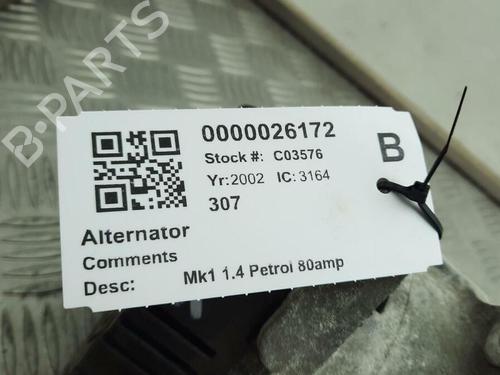 B-PARTS
0000026172
B
Stock #: C03576
Yr:2002 IC:3164
307
Alternator
Comments
Desc: Mk1 1.4 Petrol 80amp